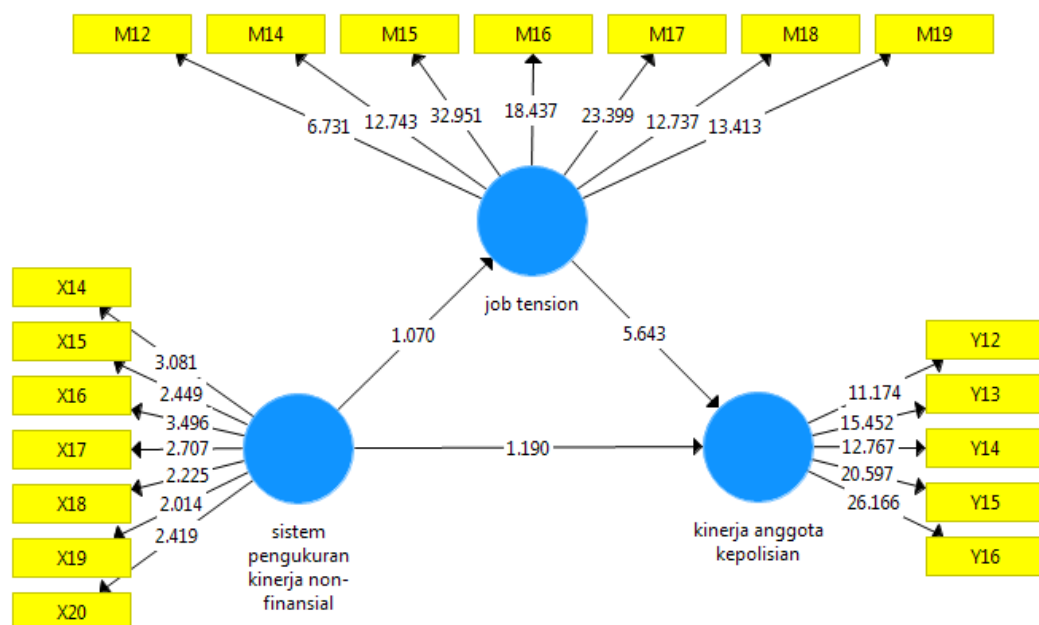 M12
M14
M15
M16
M17
M18
M19
6.731
12.743
32.951
18.437
23.399
12.737
13.413
job tension
1.070
5.643
X14
X15
X16
X17
X18
X19
X20
3.081
2.449
3.496
2.707
2.225
2.014
2.419
sistem
pengukuran
kinerja non-
finansial
1.190
kinerja anggota
kepolisian
11.174
15.452
12.767
20.597
26.166
Y12
Y13
Y14
Y15
Y16